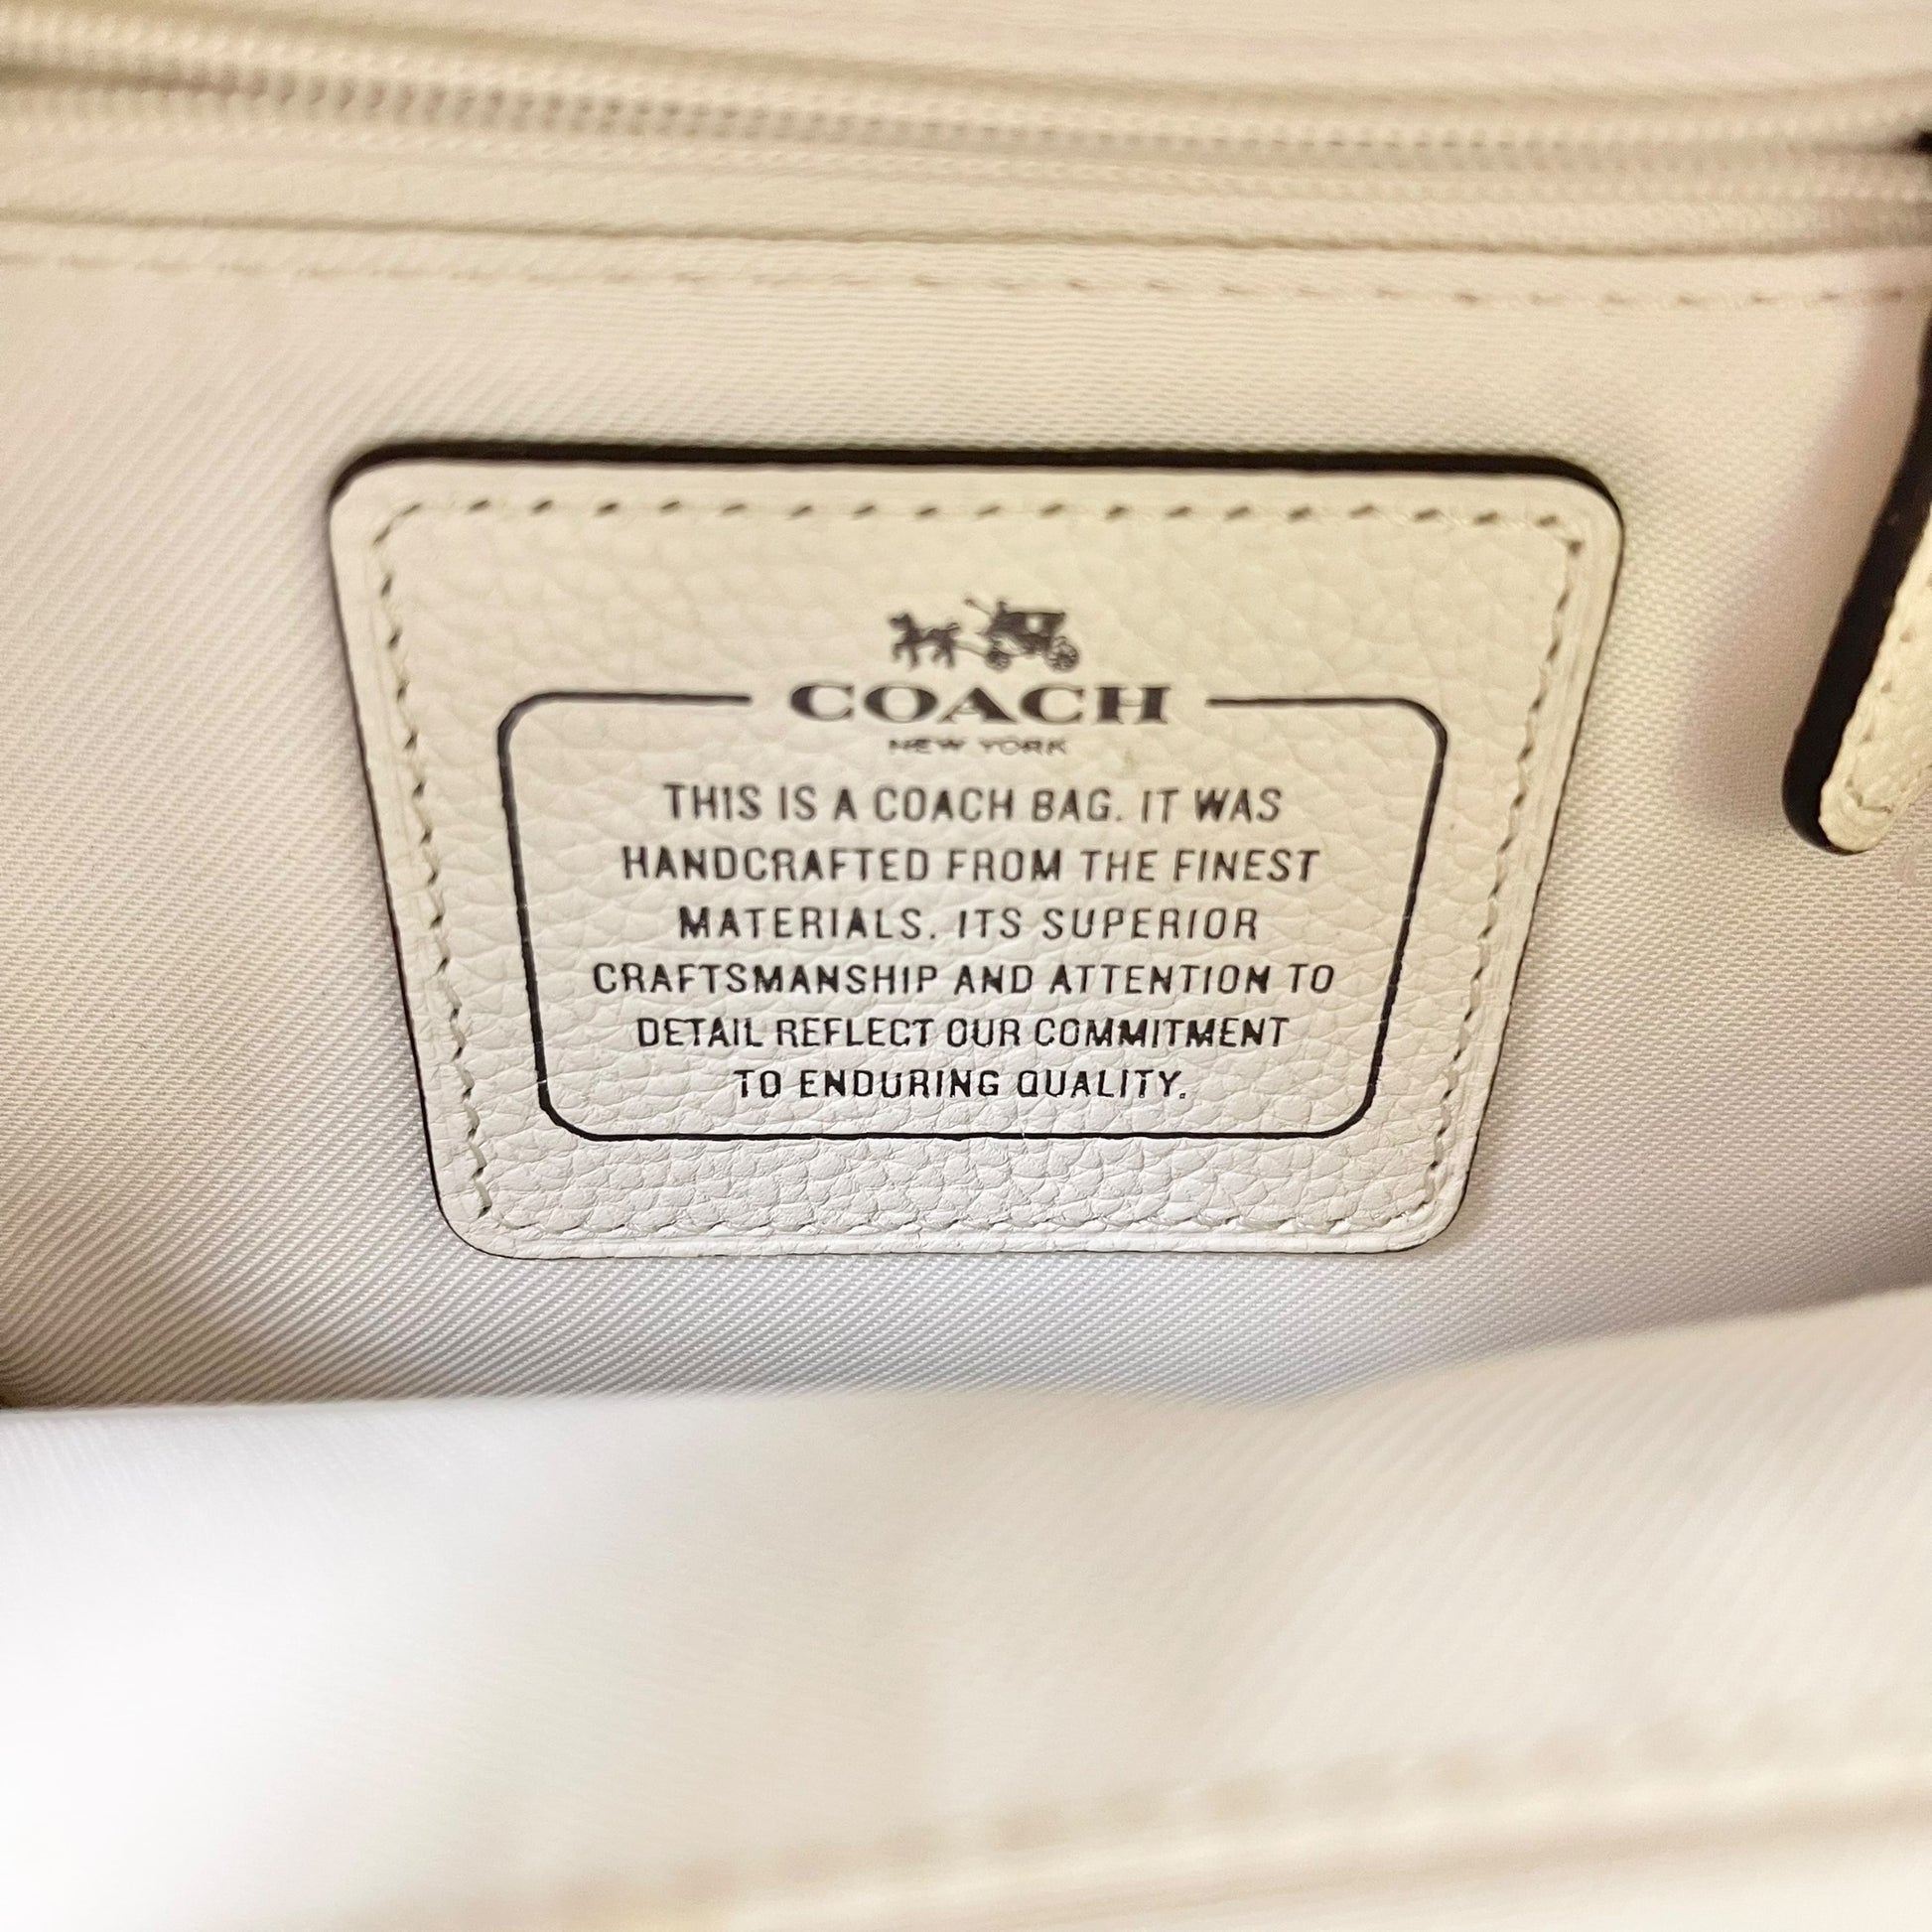 COACH
NEW YORK
THIS IS A COACH BAG. IT WAS
HANDCRAFTED FROM THE FINEST
MATERIALS. ITS SUPERIOR
CRAFTSMANSHIP AND ATTENTION TO
DETAIL REFLECT OUR COMMITMENT
TO ENDURING QUALITY.